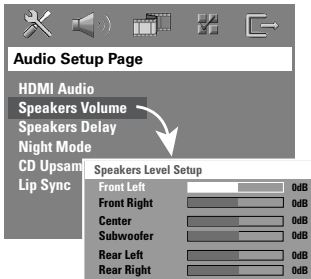 Audio Setup Page
HDMI Audio
Speakers Volume
Speakers Delay
Night Mode
CD Upsam
Lip Sync
Speakers Level Setup
Front Left 0dB
Front Right 0dB
Center 0dB
Subwoofer 0dB
Rear Left 0dB
Rear Right 0dB